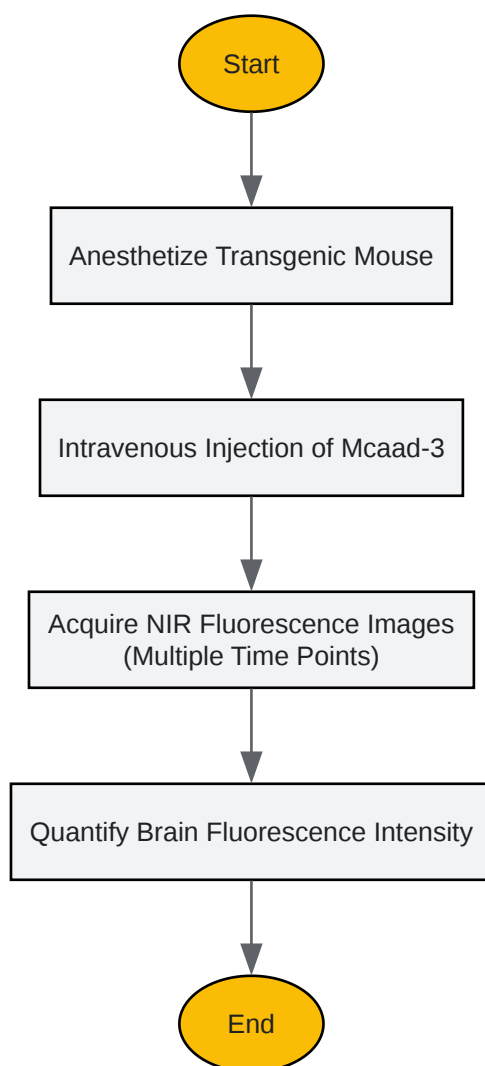 Start
Anesthetize Transgenic Mouse
Intravenous Injection of Mcaad-3
Acquire NIR Fluorescence Images
(Multiple Time Points)
Quantify Brain Fluorescence Intensity
End